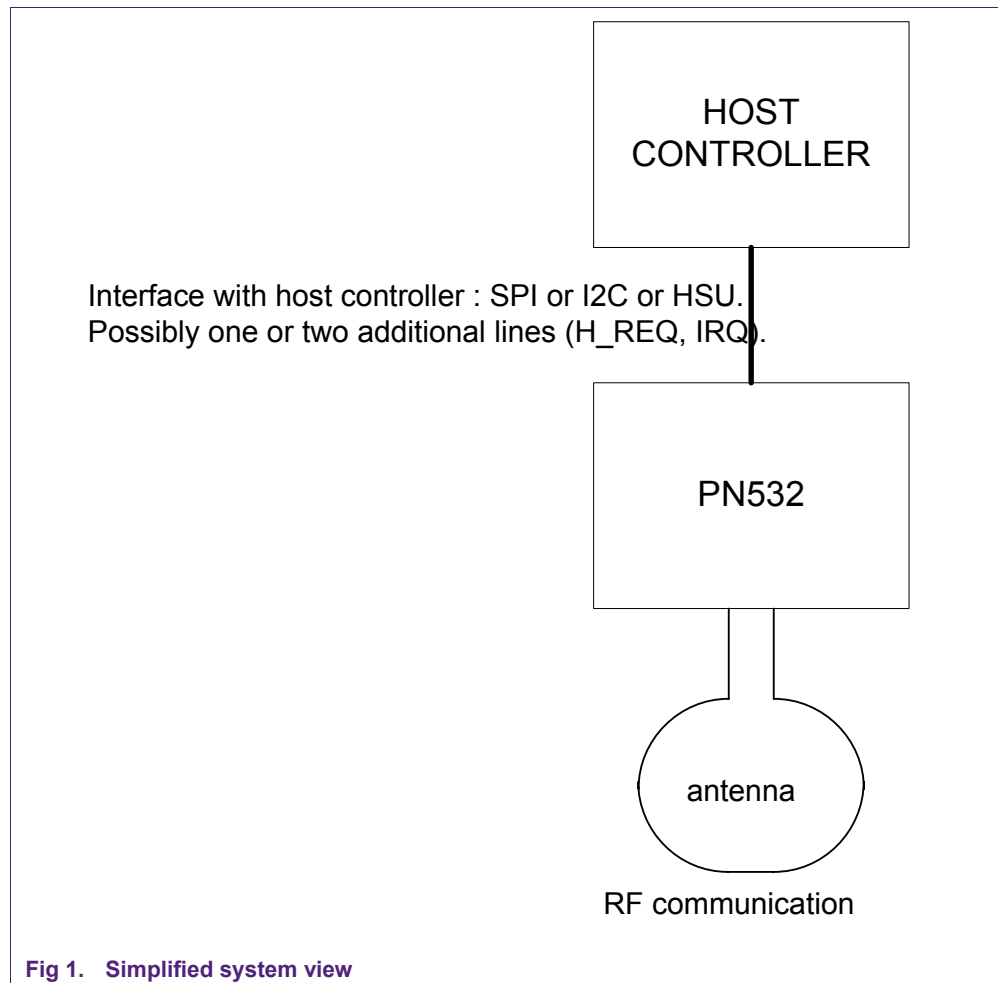 HOST
CONTROLLER
Interface with host controller : SPI or I2C or HSU.
Possibly one or two additional lines (H_REQ, IRQ).
PN532
antenna
RF communication
Fig 1. Simplified system view